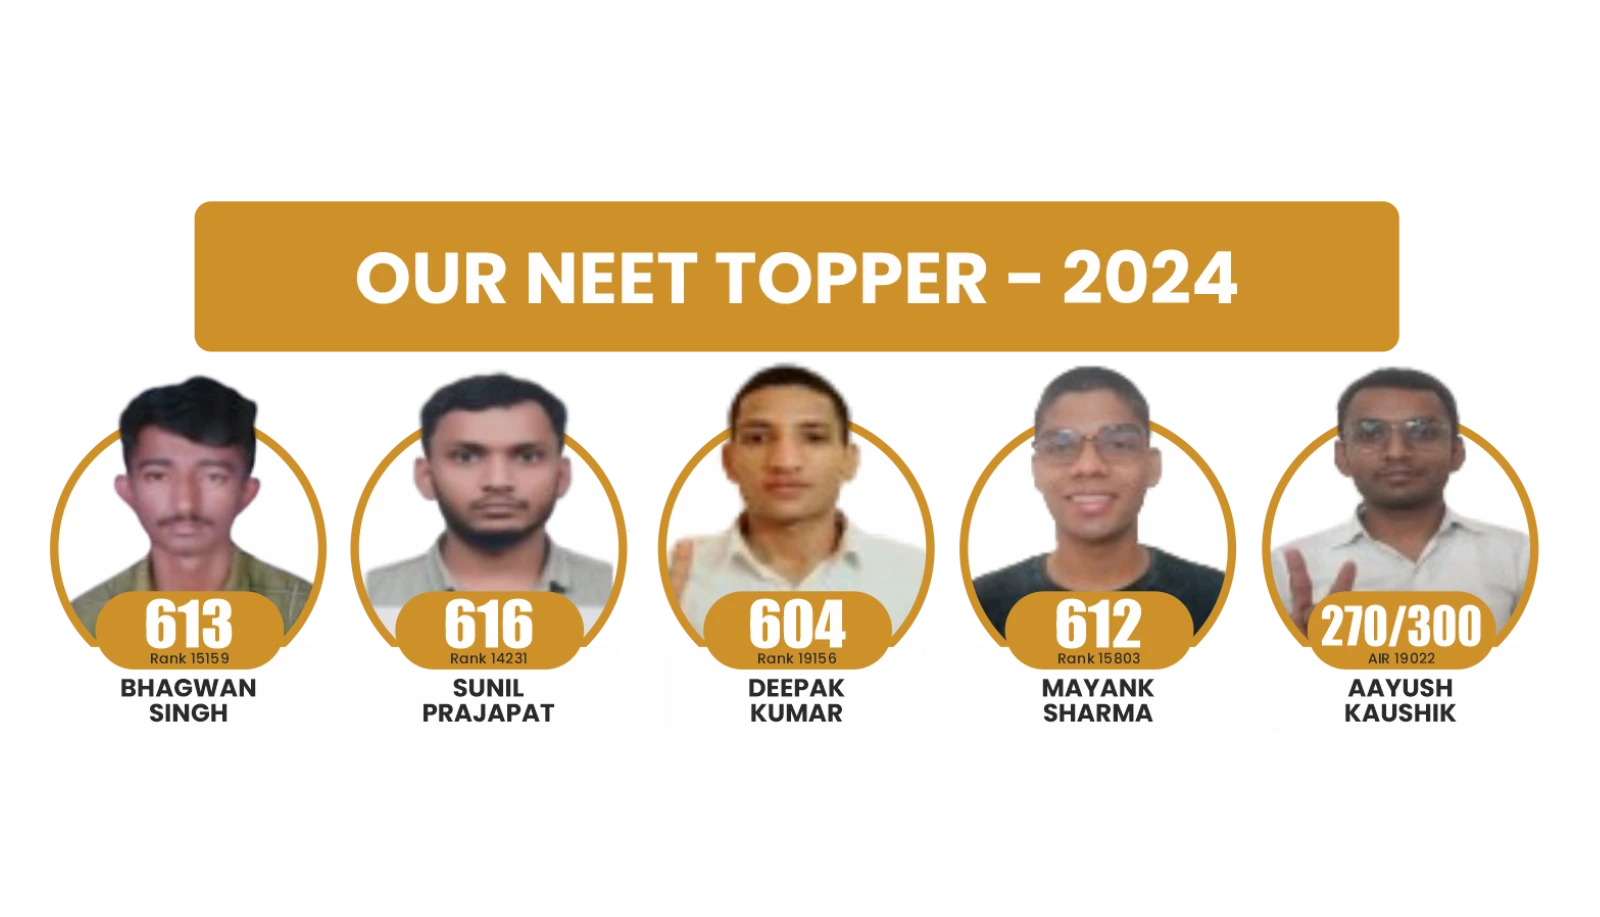 OUR NEET TOPPER - 2024
613
Rank 15159
BHAGWAN
SINGH
616
Rank 14231
SUNIL
PRAJAPAT
604
Rank 19156
DEEPAK
KUMAR
612
Rank 15803
MAYANK
SHARMA
270/300
AIR 19022
AAYUSH
KAUSHIK